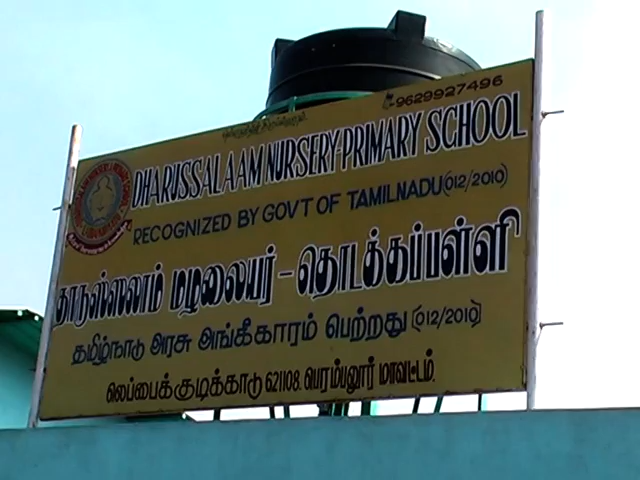 9629927496
DHARUSSALAAM NURSERY-PRIMARY SCHOOL
RECOGNIZED BY GOVT OF TAMILNADU (012/2010)
தாருஸ்ஸலாம் மழலையர் - தொடக்கப்பள்ளி
தமிழ்நாடு அரசு அங்கீகாரம் பெற்றது (012/2010)
லெப்பைக்குடிக்காடு 621108. பெரம்பலூர் மாவட்டம்.